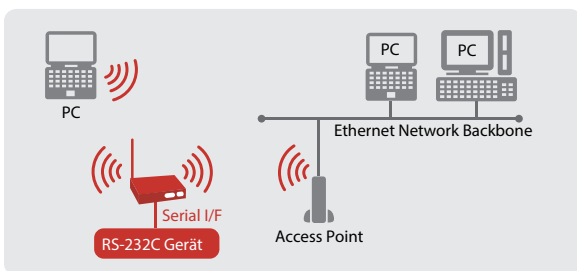 PC
PC
PC
Ethernet Network Backbone
Serial I/F
RS-232C Gerät
Access Point